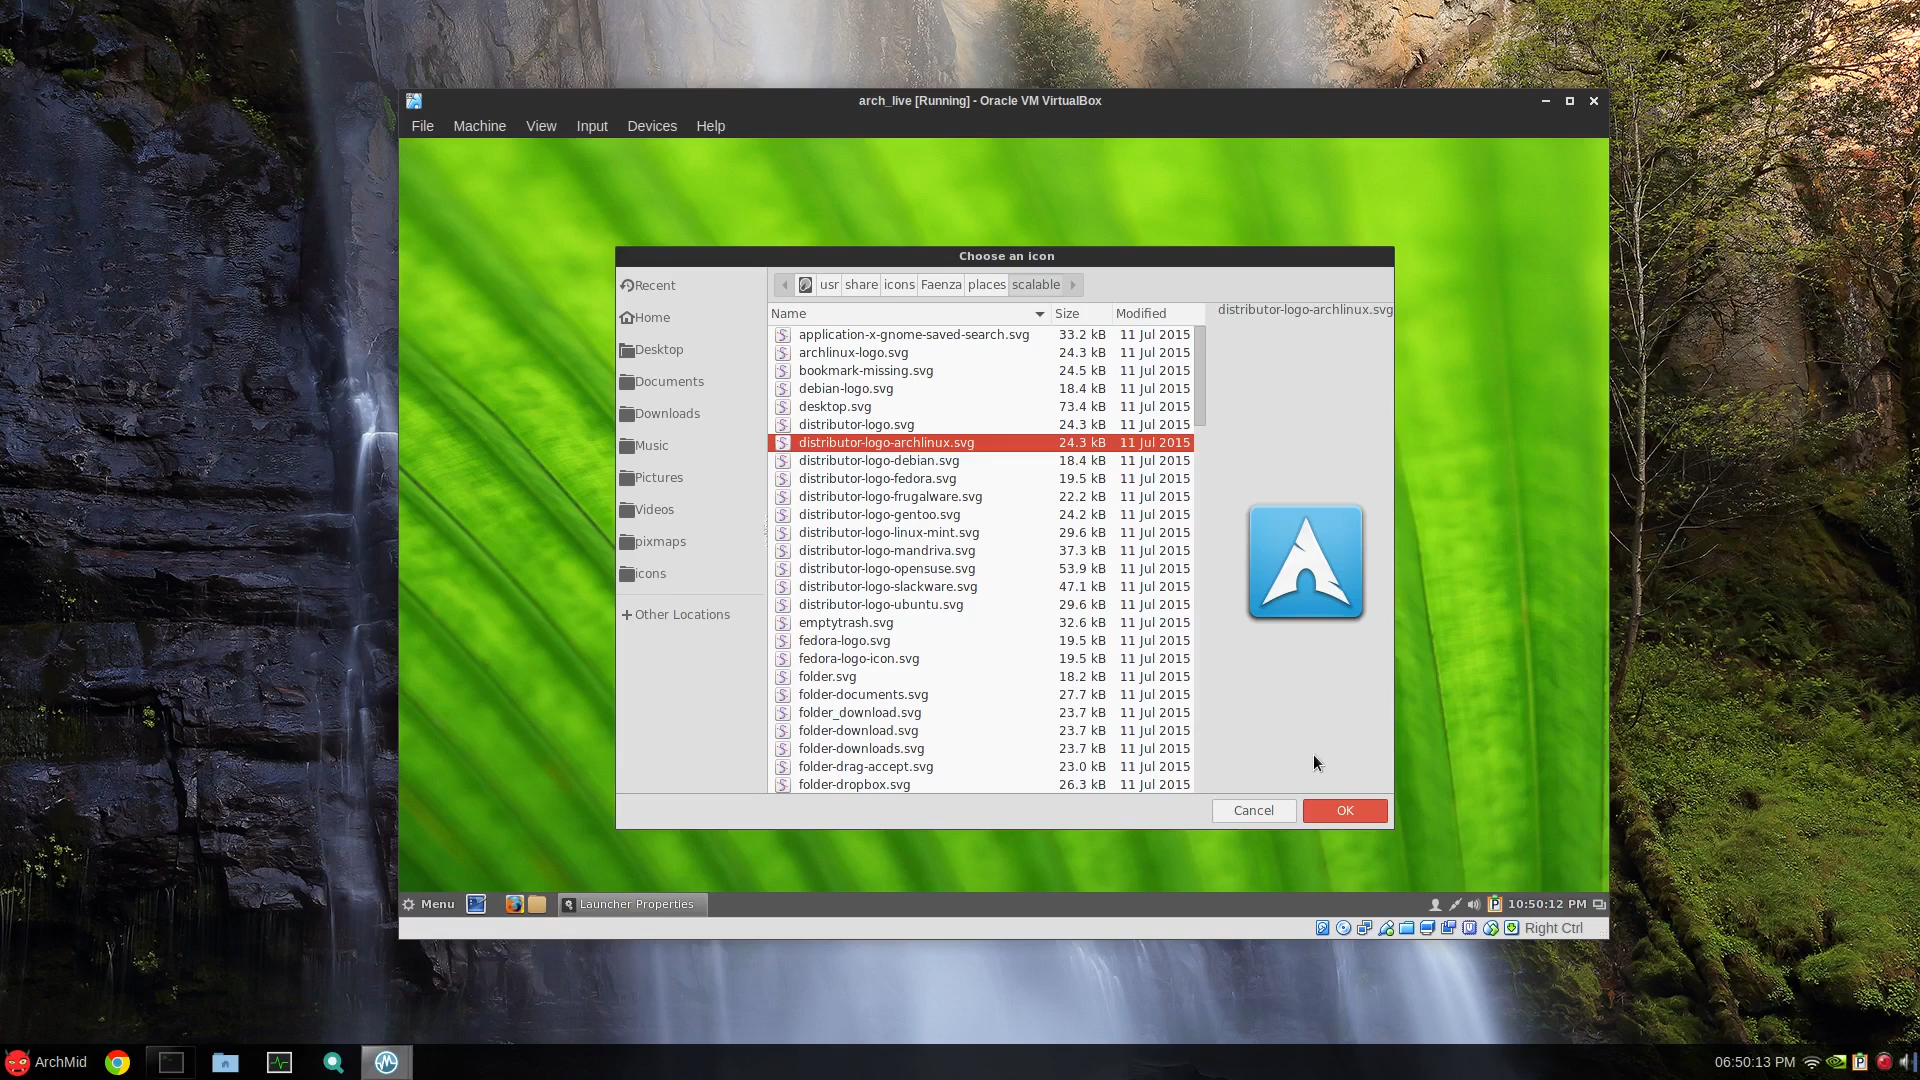 arch_live [Running] - Oracle VM VirtualBox
File Machine View Input Devices Help
Choose an icon
Recent
Home
Desktop
Documents
Downloads
Music
Pictures
Videos
pixmaps
icons
Other Locations
usr share icons Faenza places scalable
Name Size Modified
application-x-gnome-saved-search.svg 33.2 kB 11 Jul 2015
archlinux-logo.svg 24.3 kB 11 Jul 2015
bookmark-missing.svg 24.5 kB 11 Jul 2015
debian-logo.svg 18.4 kB 11 Jul 2015
desktop.svg 73.4 kB 11 Jul 2015
distributor-logo.svg 24.3 kB 11 Jul 2015
distributor-logo-archlinux.svg 24.3 kB 11 Jul 2015
distributor-logo-debian.svg 18.4 kB 11 Jul 2015
distributor-logo-fedora.svg 19.5 kB 11 Jul 2015
distributor-logo-frugalware.svg 22.2 kB 11 Jul 2015
distributor-logo-gentoo.svg 24.2 kB 11 Jul 2015
distributor-logo-linux-mint.svg 29.6 kB 11 Jul 2015
distributor-logo-mandriva.svg 37.3 kB 11 Jul 2015
distributor-logo-opensuse.svg 53.9 kB 11 Jul 2015
distributor-logo-slackware.svg 47.1 kB 11 Jul 2015
distributor-logo-ubuntu.svg 29.6 kB 11 Jul 2015
emptytrash.svg 32.6 kB 11 Jul 2015
fedora-logo.svg 19.5 kB 11 Jul 2015
fedora-logo-icon.svg 19.5 kB 11 Jul 2015
folder.svg 18.2 kB 11 Jul 2015
folder-documents.svg 27.7 kB 11 Jul 2015
folder_download.svg 23.7 kB 11 Jul 2015
folder-download.svg 23.7 kB 11 Jul 2015
folder-downloads.svg 23.7 kB 11 Jul 2015
folder-drag-accept.svg 23.0 kB 11 Jul 2015
folder-dropbox.svg 26.3 kB 11 Jul 2015
distributor-logo-archlinux.svg
Cancel OK
Menu Launcher Properties 10:50:12 PM
Right Ctrl
ArchMid 06:50:13 PM